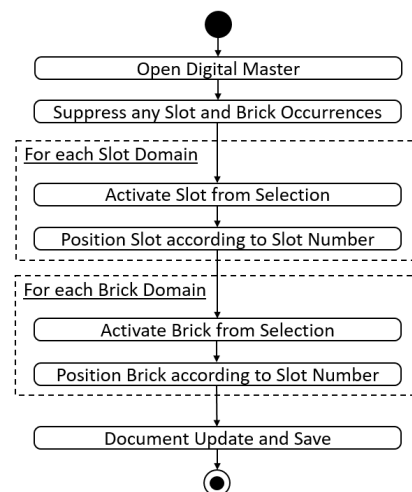 Open Digital Master
Suppress any Slot and Brick Occurrences
For each Slot Domain
Activate Slot from Selection
Position Slot according to Slot Number
For each Brick Domain
Activate Brick from Selection
Position Brick according to Slot Number
Document Update and Save